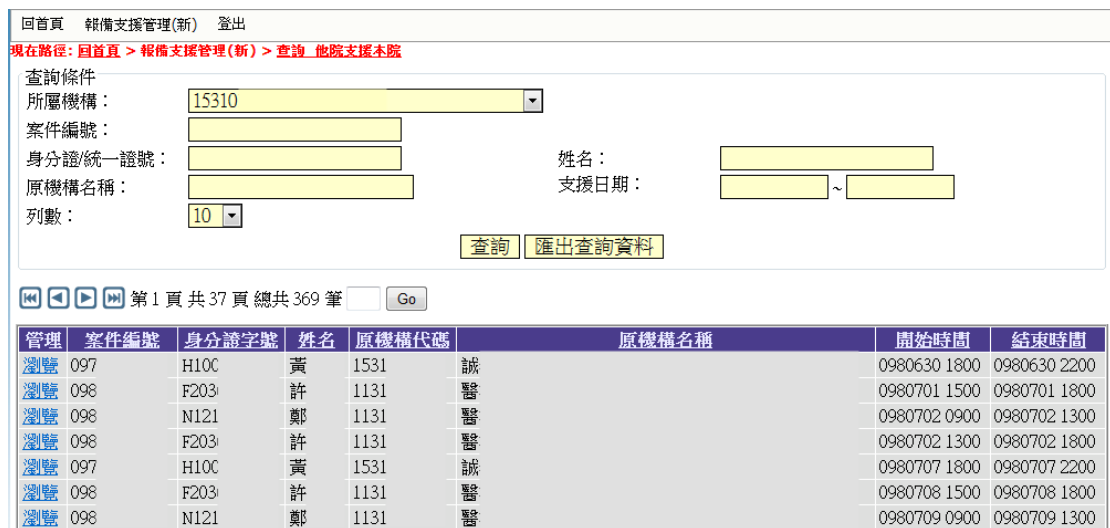 回首頁 報備支援管理(新) 登出
現在路徑: 回首頁 > 報備支援管理(新) > 查詢 他院支援本院
查詢條件
所屬機構： 15310
案件編號：
身分證/統一證號： 姓名：
原機構名稱： 支援日期： ~
列數： 10
查詢 匯出查詢資料
第 1 頁 共 37 頁 總共 369 筆 Go
管理 案件編號 身分證字號 姓名 原機構代碼 原機構名稱 開始時間 結束時間
瀏覽 097 H100 黃 1531 誠 0980630 1800 0980630 2200
瀏覽 098 F203 許 1131 醫 0980701 1500 0980701 1800
瀏覽 098 N121 鄭 1131 醫 0980702 0900 0980702 1300
瀏覽 098 F203 許 1131 醫 0980702 1300 0980702 1800
瀏覽 097 H100 黃 1531 誠 0980707 1800 0980707 2200
瀏覽 098 F203 許 1131 醫 0980708 1500 0980708 1800
瀏覽 098 N121 鄭 1131 醫 0980709 0900 0980709 1300